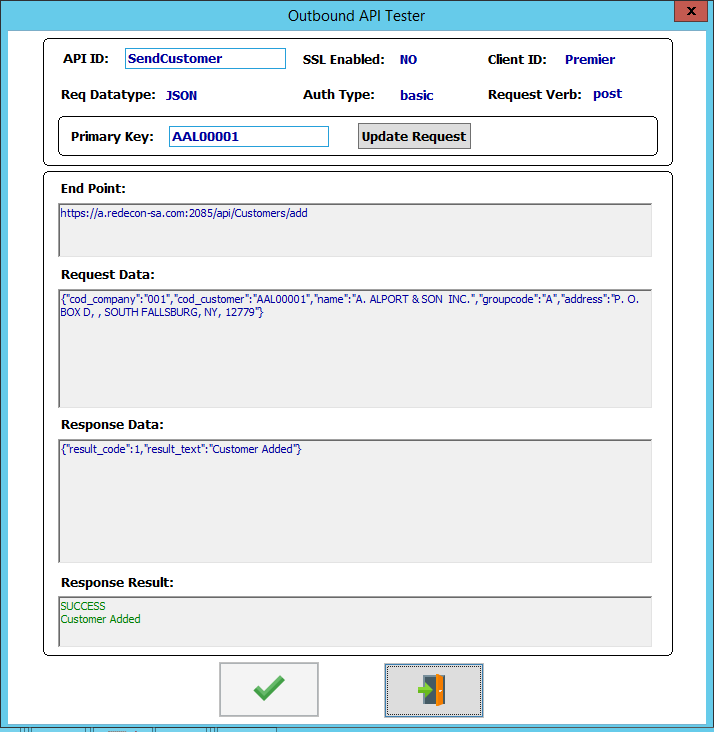 Outbound API Tester
x
API ID: SendCustomer SSL Enabled: NO Client ID: Premier
Req Datatype: JSON Auth Type: basic Request Verb: post
Primary Key: AAL00001 Update Request
End Point:
https://a.redecon-sa.com:2085/api/Customers/add
Request Data:
{"cod_company":"001","cod_customer":"AAL00001","name":"A. ALPORT & SON  INC.","groupcode":"A","address":"P. O.
BOX D, , SOUTH FALLSBURG, NY, 12779"}
Response Data:
{"result_code":1,"result_text":"Customer Added"}
Response Result:
SUCCESS
Customer Added